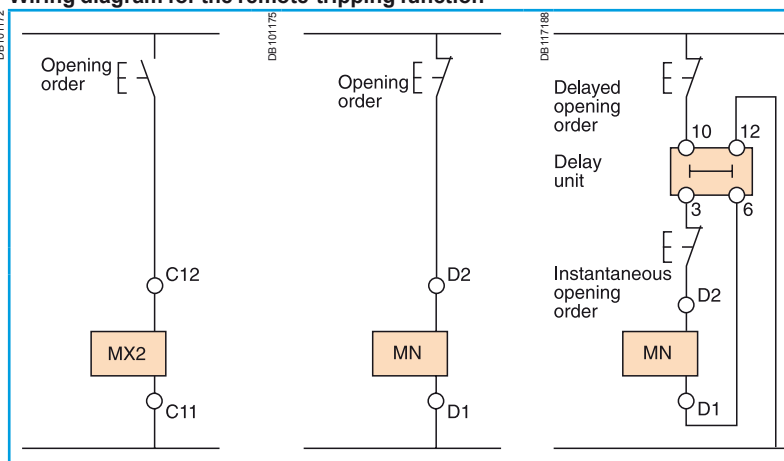 Wiring diagram for the remote-tripping function
DB101172
Opening
order
C12
MX2
C11
DB101175
Opening
order
D2
MN
D1
DB117188
Delayed
opening
order
10
12
Delay
unit
3
6
Instantaneous
opening
order
D2
MN
D1